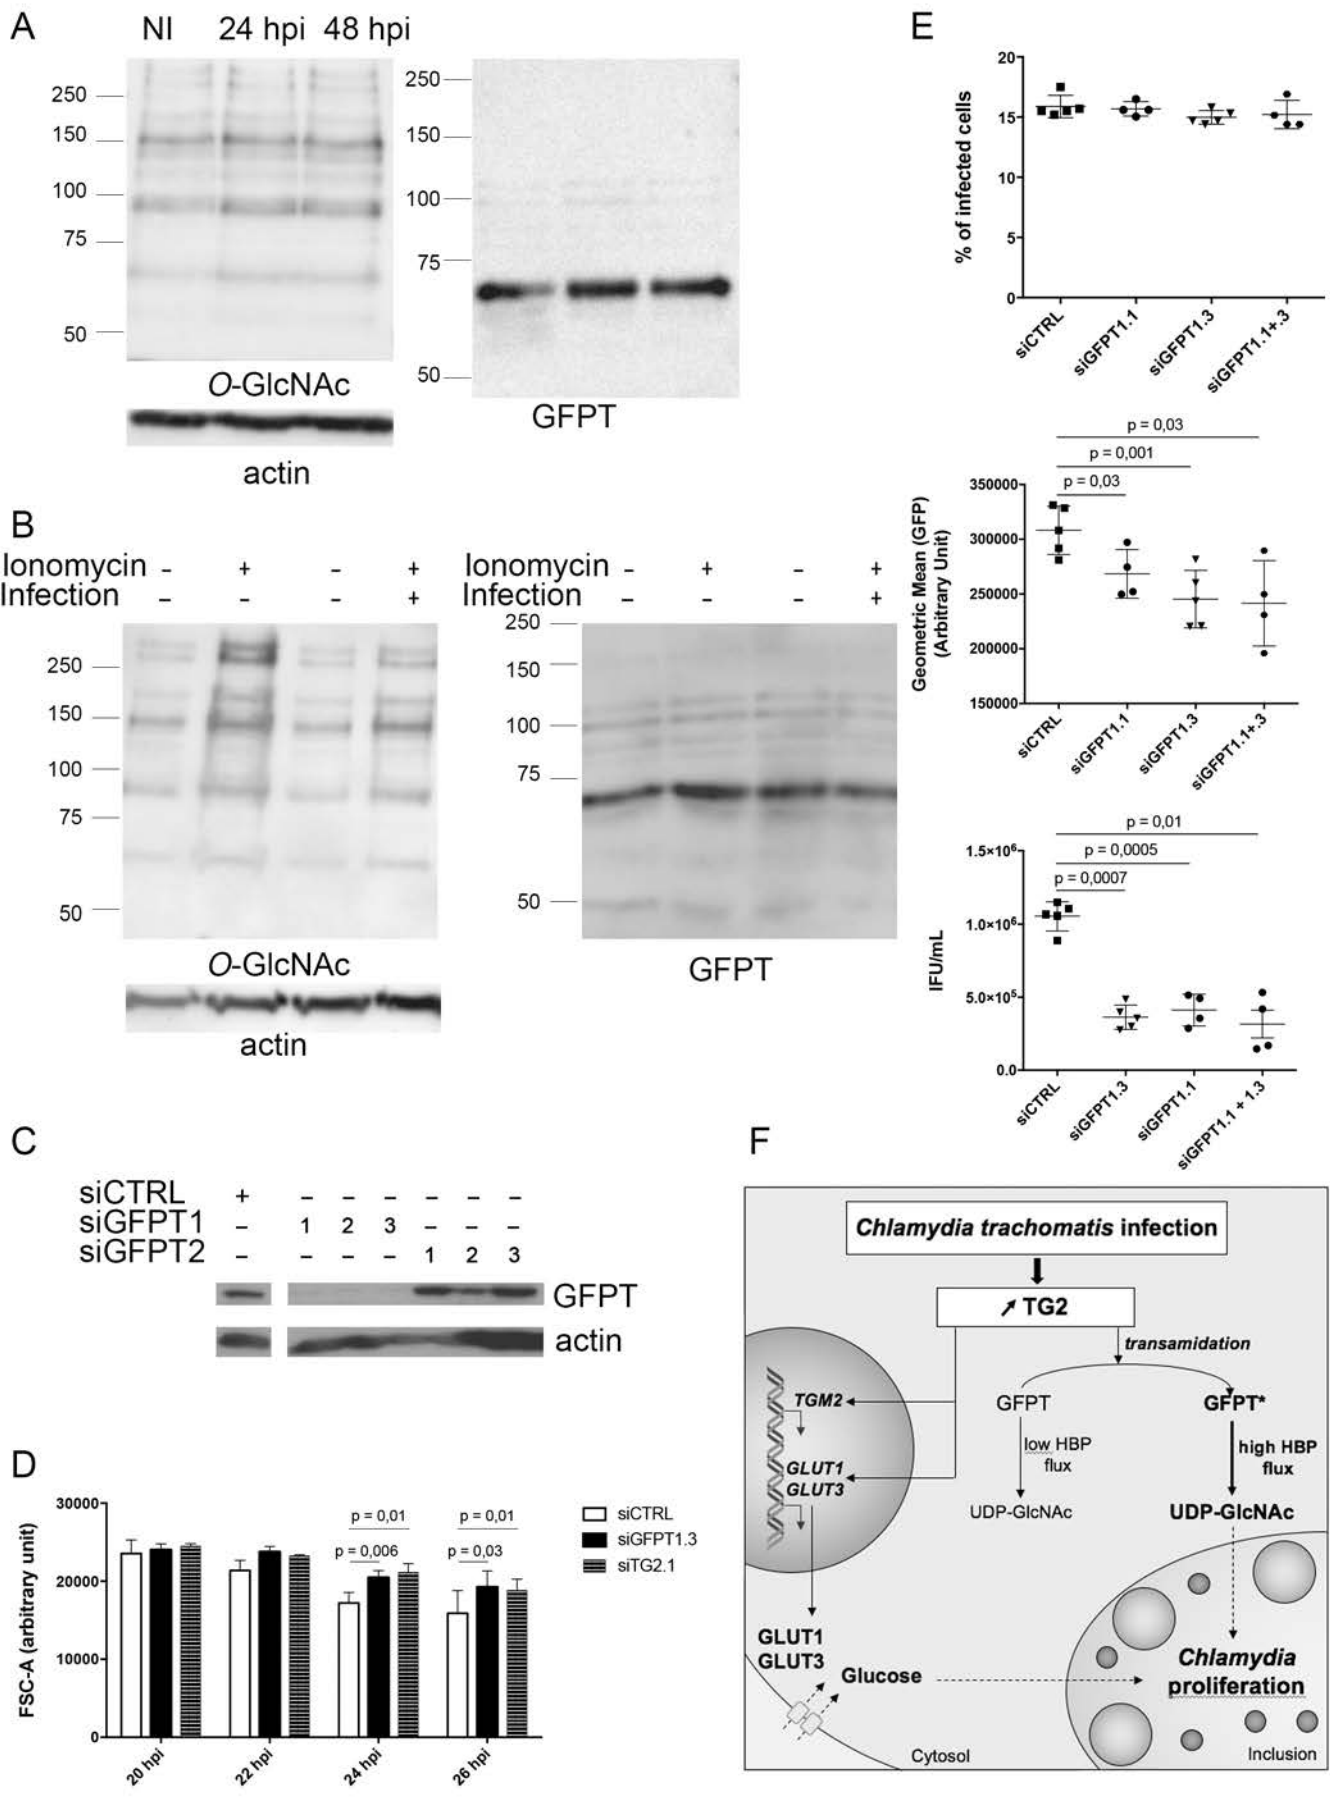 A
NI 24 hpi 48 hpi
250
150
100
75
50
O-GlcNAc
actin
250
150
100
75
50
GFPT
B
Ionomycin – + – +
Infection – – – +
250
150
100
75
50
O-GlcNAc
actin
Ionomycin – + – +
Infection – – – +
250
150
100
75
50
GFPT
C
siCTRL + – – – – – –
siGFPT1 – 1 2 3 – – –
siGFPT2 – – – – 1 2 3
GFPT
actin
D
FSC-A (arbitrary unit)
30000
20000
10000
0
p = 0,01
p = 0,006
p = 0,01
p = 0,03
20 hpi
22 hpi
24 hpi
26 hpi
siCTRL
siGFPT1.3
siTG2.1
E
% of infected cells
20
15
10
5
0
siCTRL
siGFPT1.1
siGFPT1.3
siGFPT1.1+.3
p = 0,03
p = 0,001
p = 0,03
Geometric Mean (GFP)
(Arbitrary Unit)
350000
300000
250000
200000
150000
siCTRL
siGFPT1.1
siGFPT1.3
siGFPT1.1+.3
p = 0,01
p = 0,0005
p = 0,0007
IFU/mL
1.5×10⁶
1.0×10⁶
5.0×10⁵
0.0
siCTRL
siGFPT1.3
siGFPT1.1
siGFPT1.1 + 1.3
F
Chlamydia trachomatis infection
↗ TG2
transamidation
TGM2
GLUT1
GLUT3
GFPT
GFPT*
low HBP
flux
high HBP
flux
UDP-GlcNAc
UDP-GlcNAc
GLUT1
GLUT3
Glucose
Chlamydia
proliferation
Cytosol
Inclusion